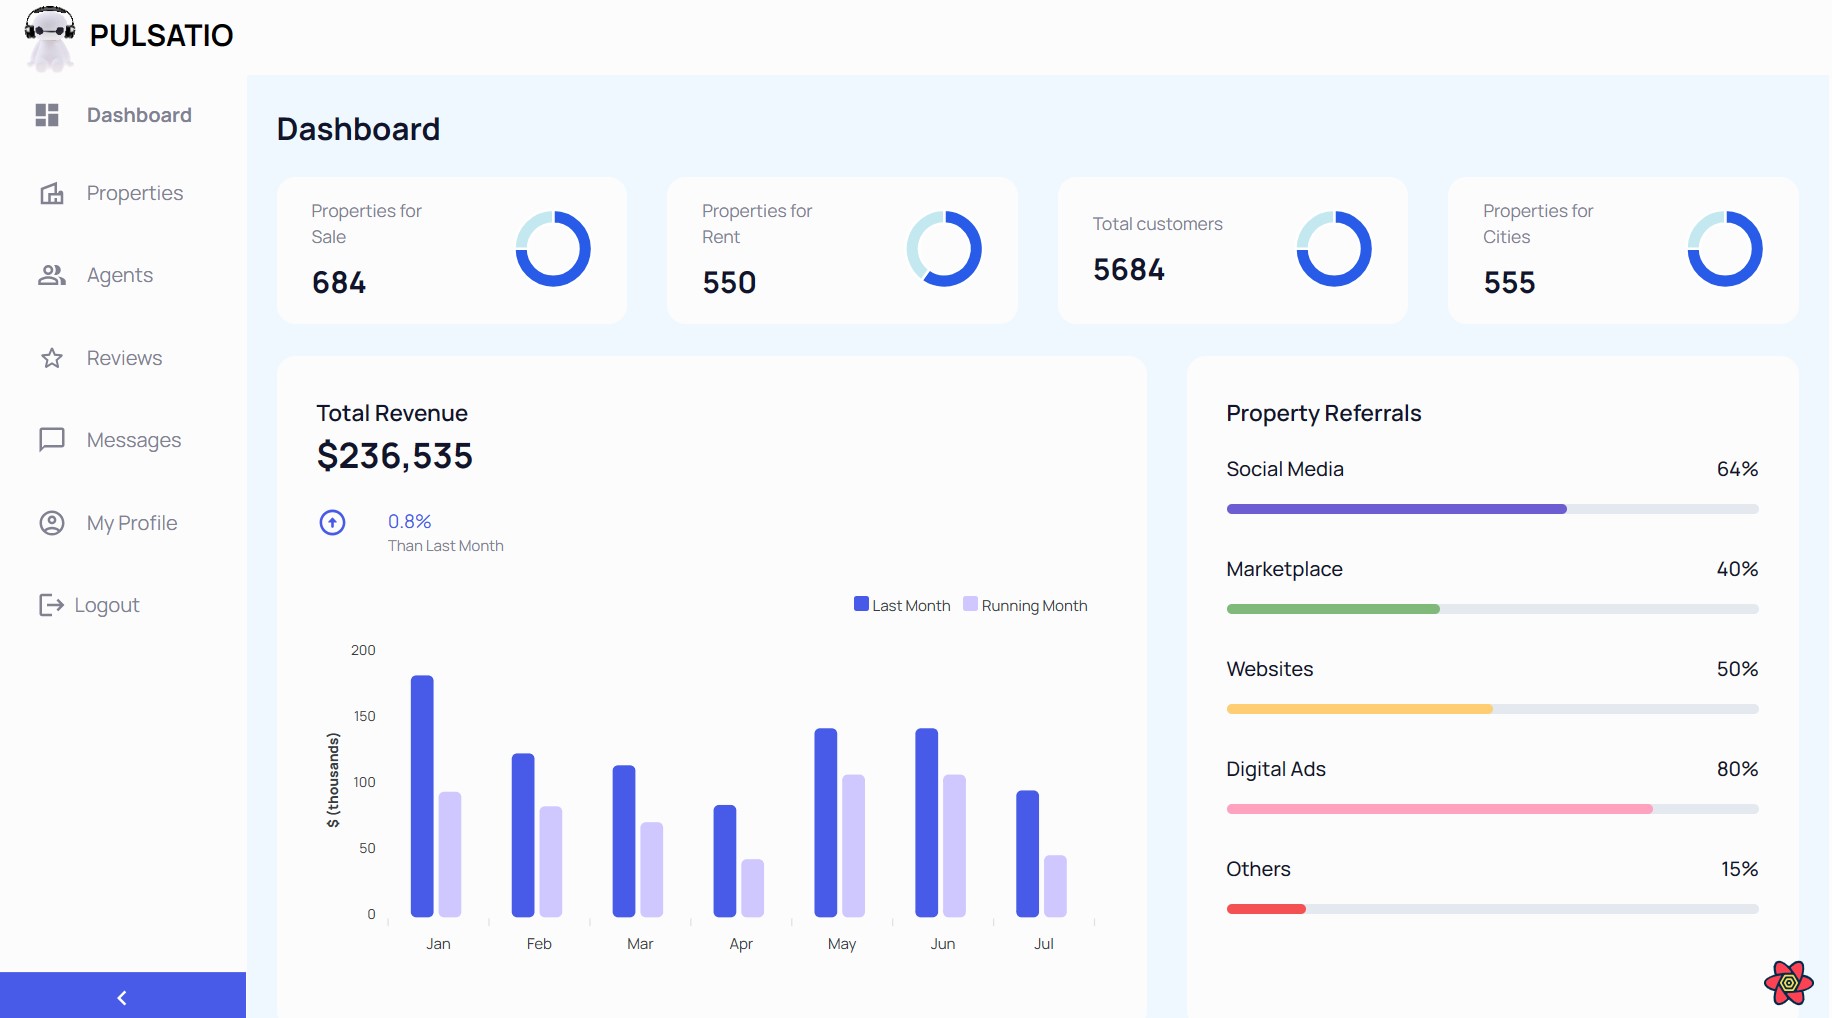 PULSATIO
Dashboard
Properties
Agents
Reviews
Messages
My Profile
Logout
Dashboard
Properties for
Sale
684
Properties for
Rent
550
Total customers
5684
Properties for
Cities
555
Total Revenue
$236,535
0.8%
Than Last Month
Last Month Running Month
200
150
100
50
0
$ (thousands)
Jan Feb Mar Apr May Jun Jul
Property Referrals
Social Media 64%
Marketplace 40%
Websites 50%
Digital Ads 80%
Others 15%